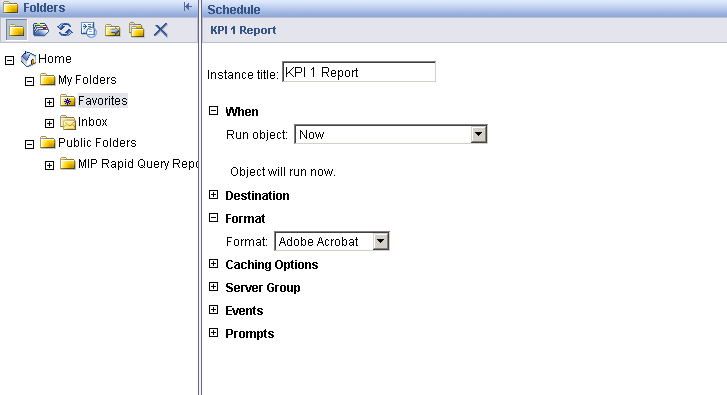 Folders
Home
My Folders
Favorites
Inbox
Public Folders
MIP Rapid Query Repo
Schedule
KPI 1 Report
Instance title: KPI 1 Report
When
Run object: Now
Object will run now.
Destination
Format
Format: Adobe Acrobat
Caching Options
Server Group
Events
Prompts